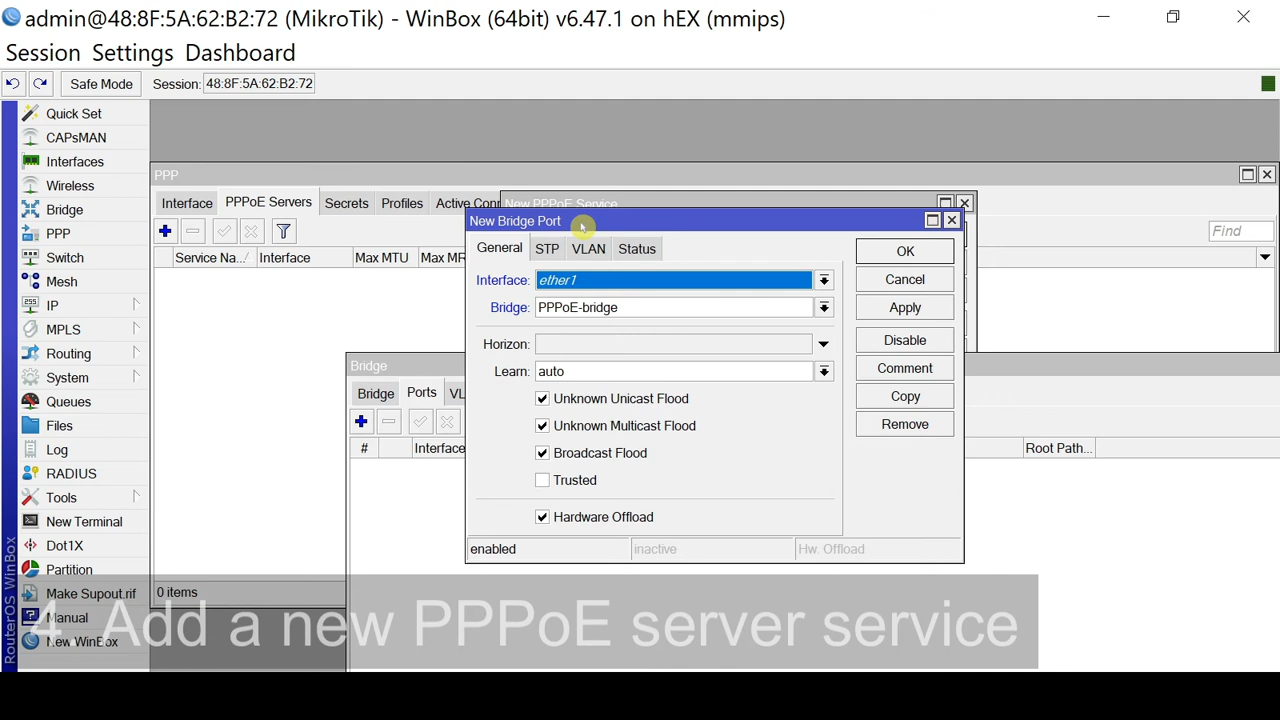 admin@48:8F:5A:62:B2:72 (MikroTik) - WinBox (64bit) v6.47.1 on hEX (mmips)
Session Settings Dashboard
Safe Mode Session: 48:8F:5A:62:B2:72
Quick Set
CAPsMAN
Interfaces
Wireless
Bridge
PPP
Switch
Mesh
IP
MPLS
Routing
System
Queues
Files
Log
RADIUS
Tools
New Terminal
Dot1X
Partition
Make Supout.rif
Manual
New WinBox
RouterOS WinBox
PPP
Interface PPPoE Servers Secrets Profiles Active Conn
Find
Service Na... Interface Max MTU Max MR
0 items
New PPPoE Service
New Bridge Port
General STP VLAN Status
Interface: ether1
Bridge: PPPoE-bridge
Horizon:
Learn: auto
Unknown Unicast Flood
Unknown Multicast Flood
Broadcast Flood
Trusted
Hardware Offload
OK
Cancel
Apply
Disable
Comment
Copy
Remove
enabled inactive Hw. Offload
Bridge
Bridge Ports VL
# Interface Root Path...
4. Add a new PPPoE server service